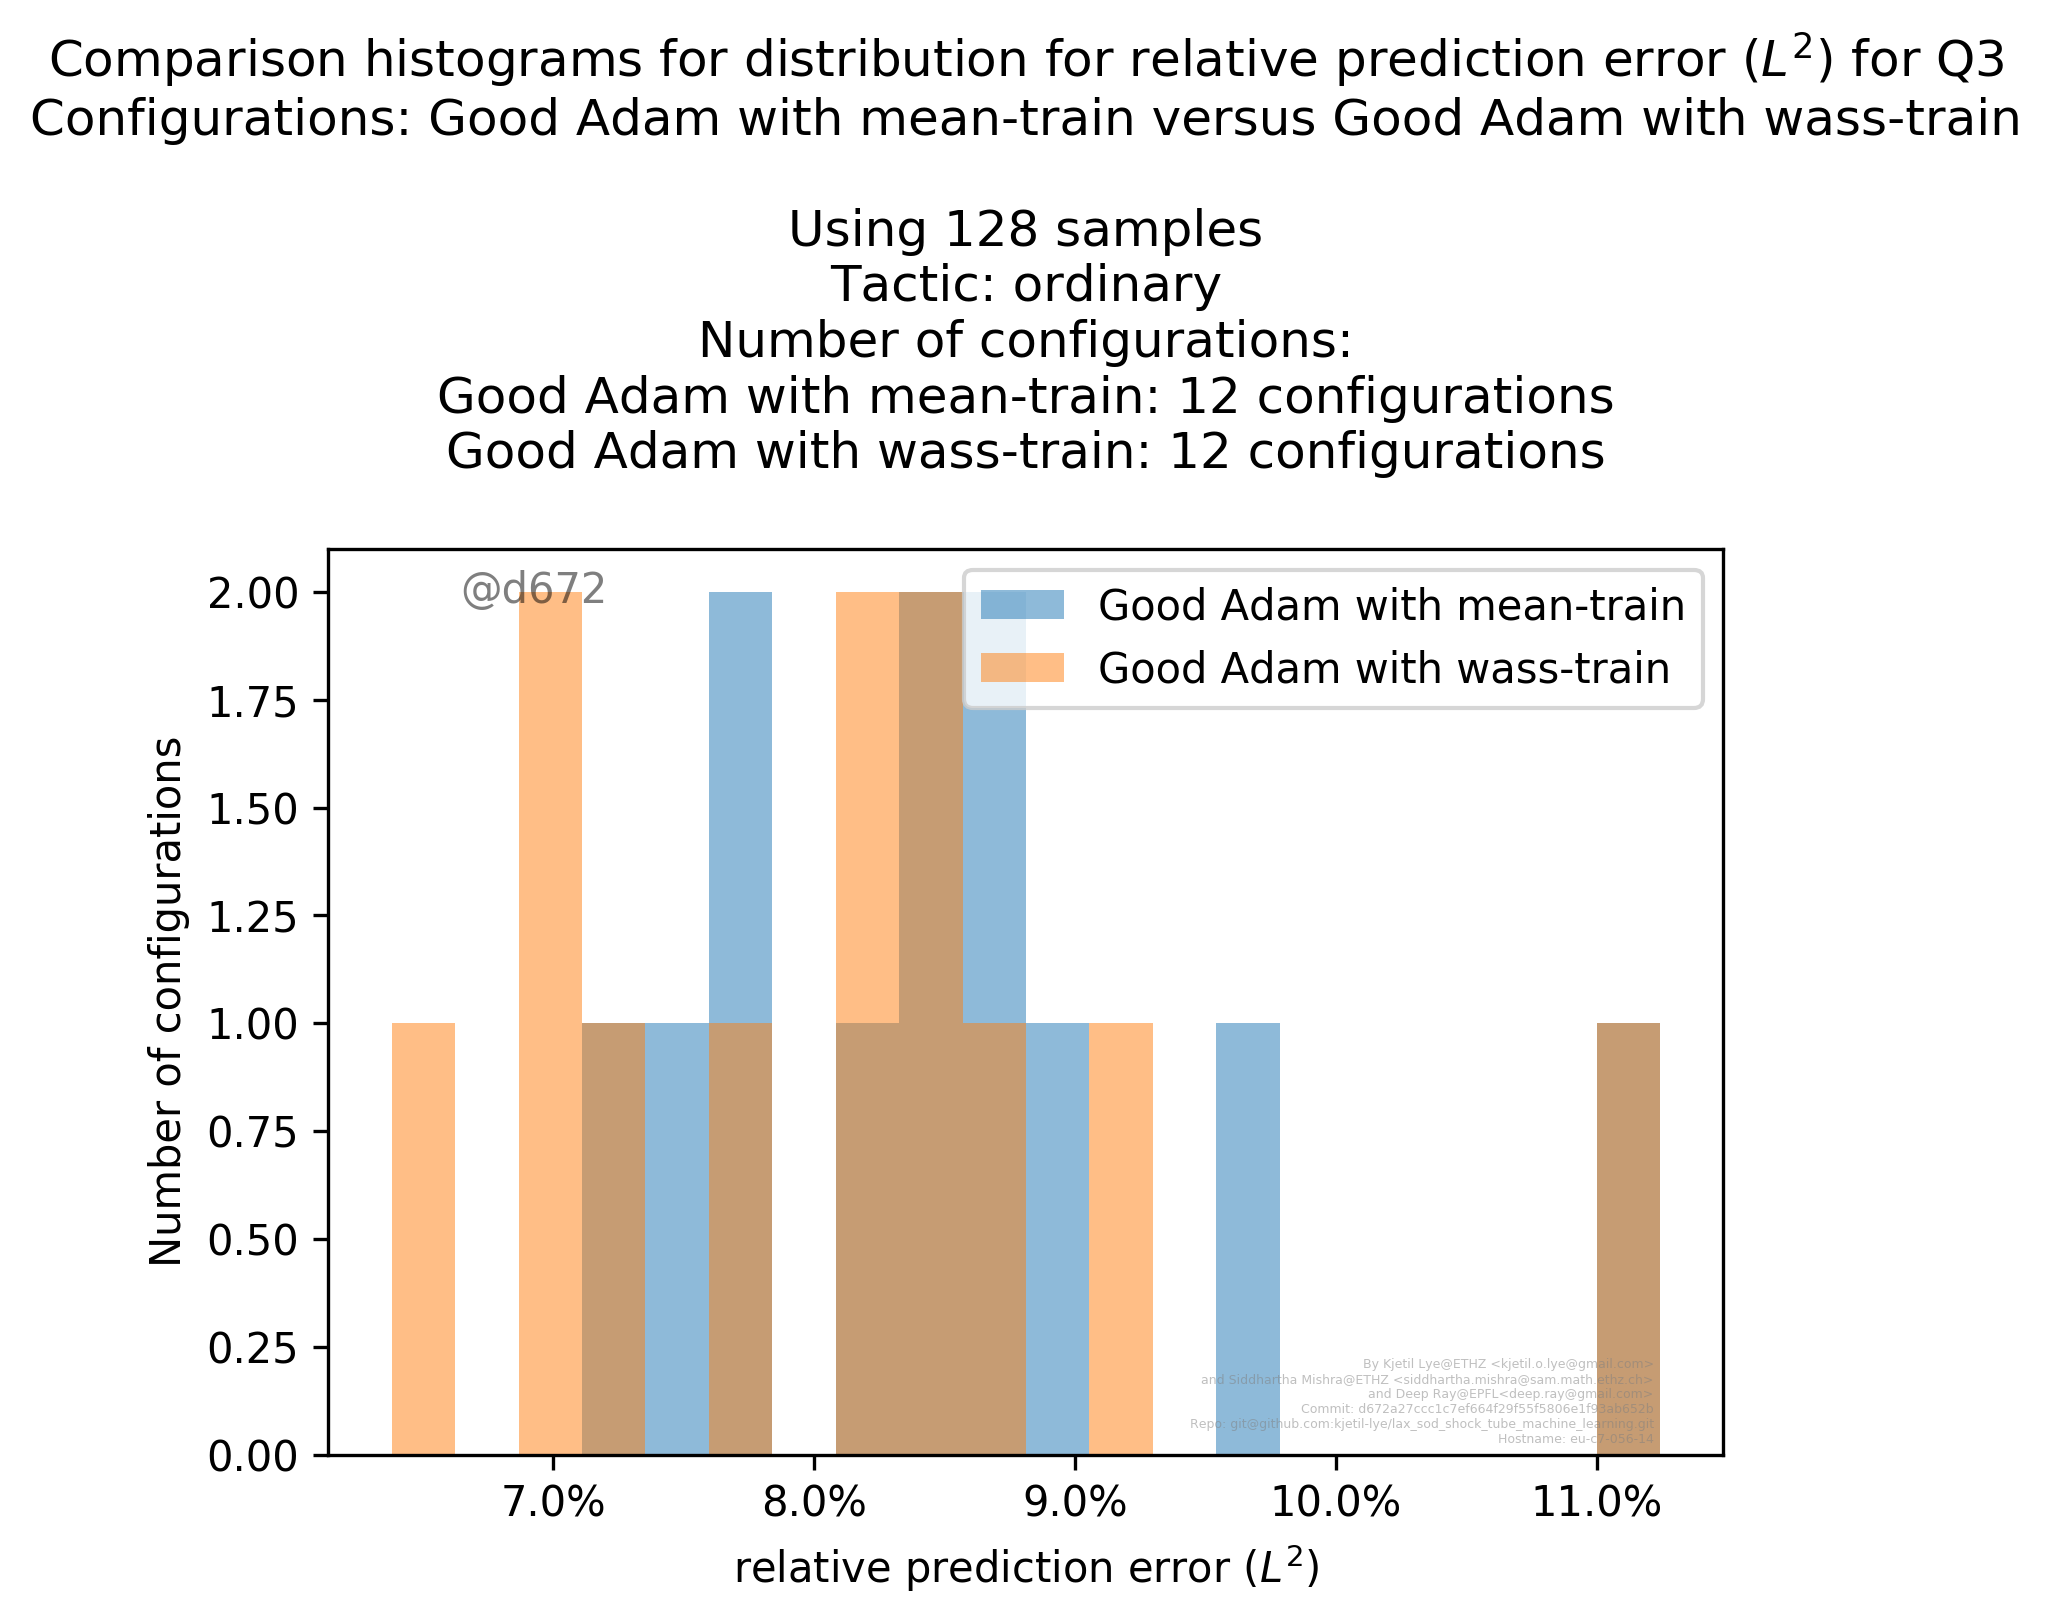 Comparison histograms for distribution for relative prediction error (L²) for Q3
Configurations: Good Adam with mean-train versus Good Adam with wass-train
Using 128 samples
Tactic: ordinary
Number of configurations:
Good Adam with mean-train: 12 configurations
Good Adam with wass-train: 12 configurations
@d672
Good Adam with mean-train
Good Adam with wass-train
2.00
1.75
1.50
1.25
1.00
0.75
0.50
0.25
0.00
Number of configurations
By Kjetil Lye@ETHZ <kjetil.o.lye@gmail.com>
and Siddhartha Mishra@ETHZ <siddhartha.mishra@sam.math.ethz.ch>
and Deep Ray@EPFL<deep.ray@gmail.com>
Commit: d672a27ccc1c7ef664f29f55f5806e1f93ab652b
Repo: git@github.com:kjetil-lye/lax_sod_shock_tube_machine_learning.git
Hostname: eu-c7-056-14
7.0% 8.0% 9.0% 10.0% 11.0%
relative prediction error (L²)